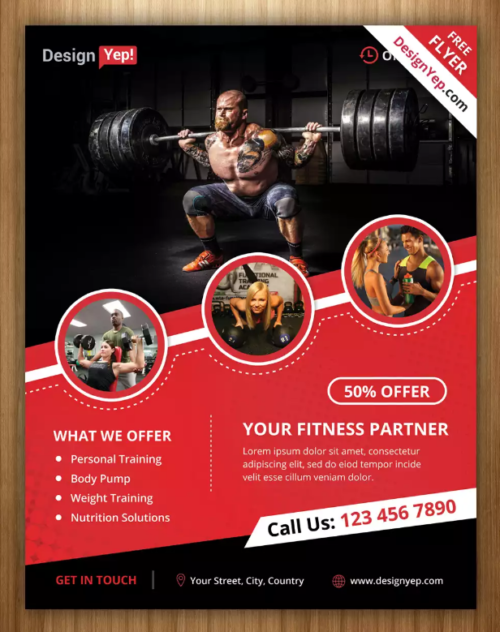 Design Yep!
FREE
FLYER
DesignYep.com
FUNCTIONAL
TRAINING
50% OFFER
WHAT WE OFFER
Personal Training
Body Pump
Weight Training
Nutrition Solutions
YOUR FITNESS PARTNER
Lorem ipsum dolor sit amet, consectetur
adipiscing elit, sed do eiod tempor incide
velit esse cillum veniam dolor.
Call Us: 123 456 7890
GET IN TOUCH
Your Street, City, Country
www.designyep.com